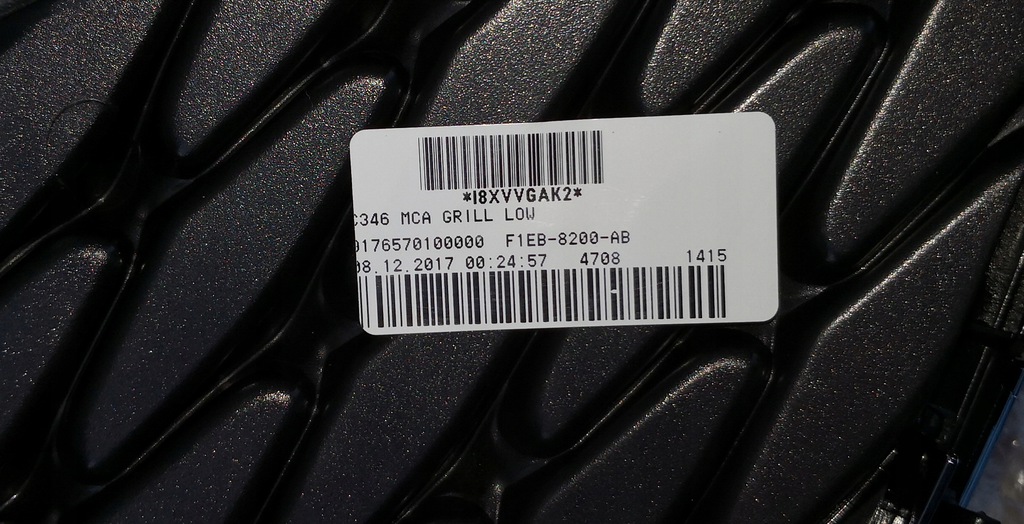 *I8XVVGAK2*
C346 MCA GRILL LOW
0176570100000 F1EB-8200-AB
08.12.2017 00:24:57 4708 1415